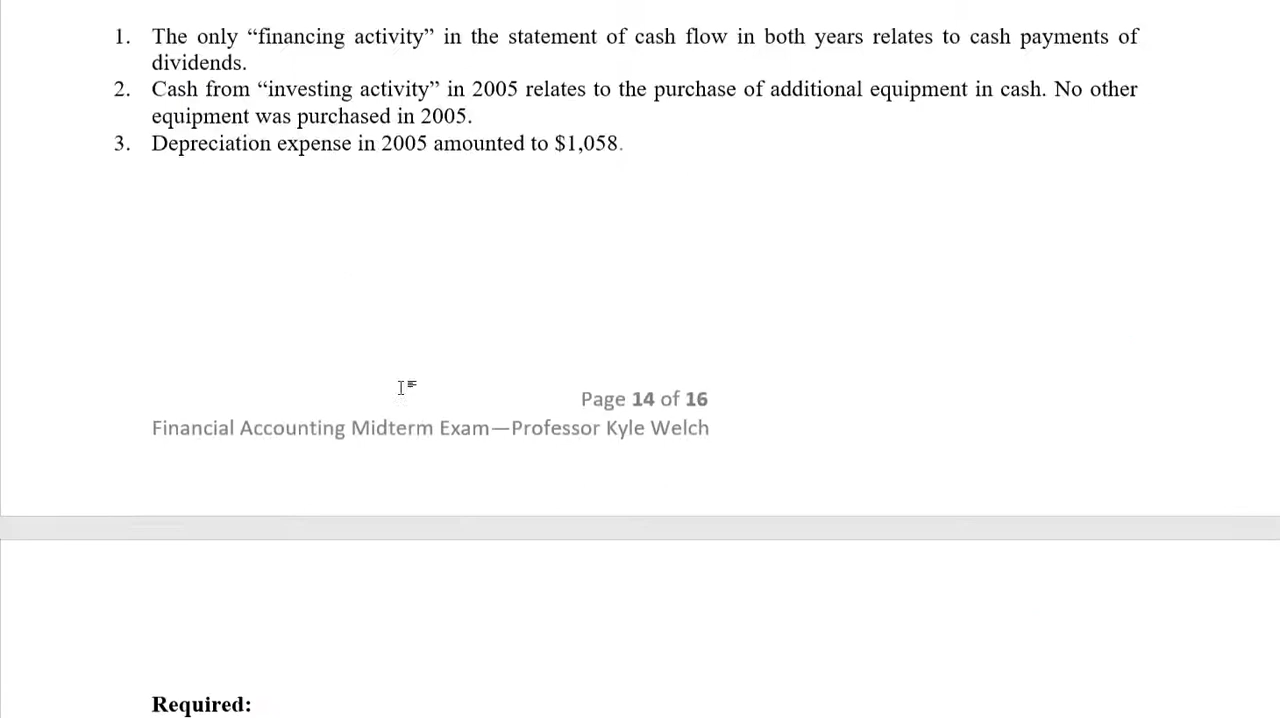 1. The only “financing activity” in the statement of cash flow in both years relates to cash payments of
dividends.
2. Cash from “investing activity” in 2005 relates to the purchase of additional equipment in cash. No other
equipment was purchased in 2005.
3. Depreciation expense in 2005 amounted to $1,058.
Page 14 of 16
Financial Accounting Midterm Exam—Professor Kyle Welch
Required: